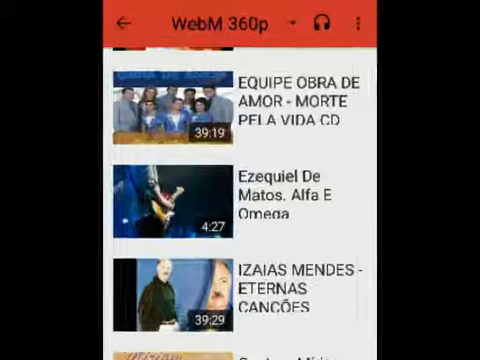 WebM 360p
EQUIPE OBRA DE
AMOR - MORTE
PELA VIDA CD
39:19
Ezequiel De
Matos. Alfa E
Omega
4:27
IZAIAS MENDES -
ETERNAS
CANCÕES
39:29